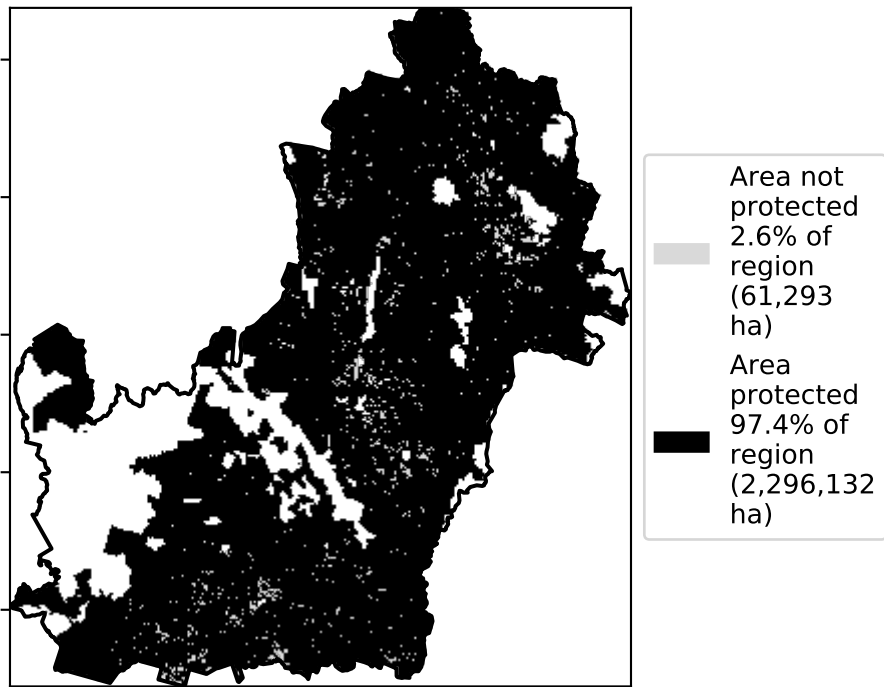 Area not
protected
2.6% of
region
(61,293
ha)
Area
protected
97.4% of
region
(2,296,132
ha)